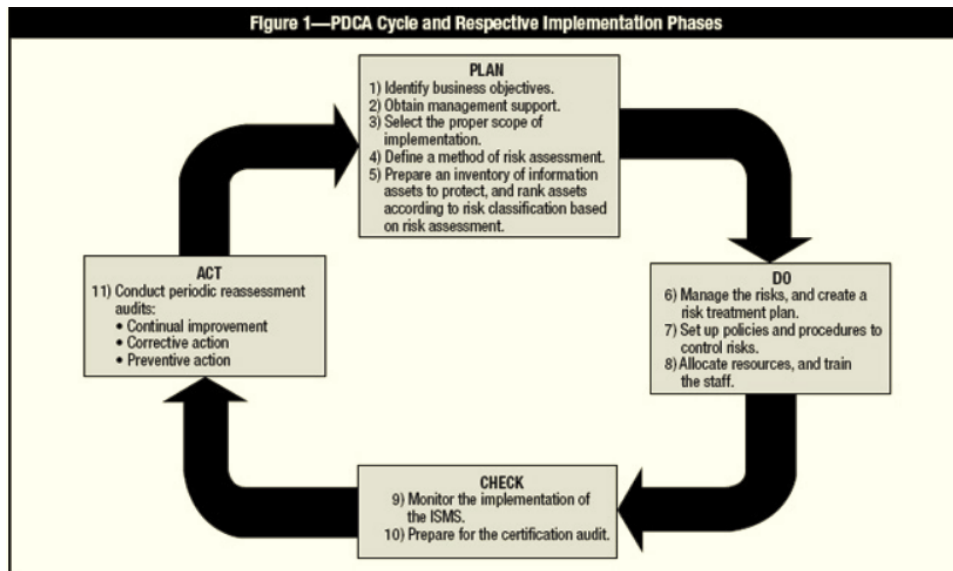 Figure 1—PDCA Cycle and Respective Implementation Phases
PLAN
1) Identify business objectives.
2) Obtain management support.
3) Select the proper scope of
implementation.
4) Define a method of risk assessment.
5) Prepare an inventory of information
assets to protect, and rank assets
according to risk classification based
on risk assessment.
DO
6) Manage the risks, and create a
risk treatment plan.
7) Set up policies and procedures to
control risks.
8) Allocate resources, and train
the staff.
CHECK
9) Monitor the implementation of
the ISMS.
10) Prepare for the certification audit.
ACT
11) Conduct periodic reassessment
audits:
• Continual improvement
• Corrective action
• Preventive action